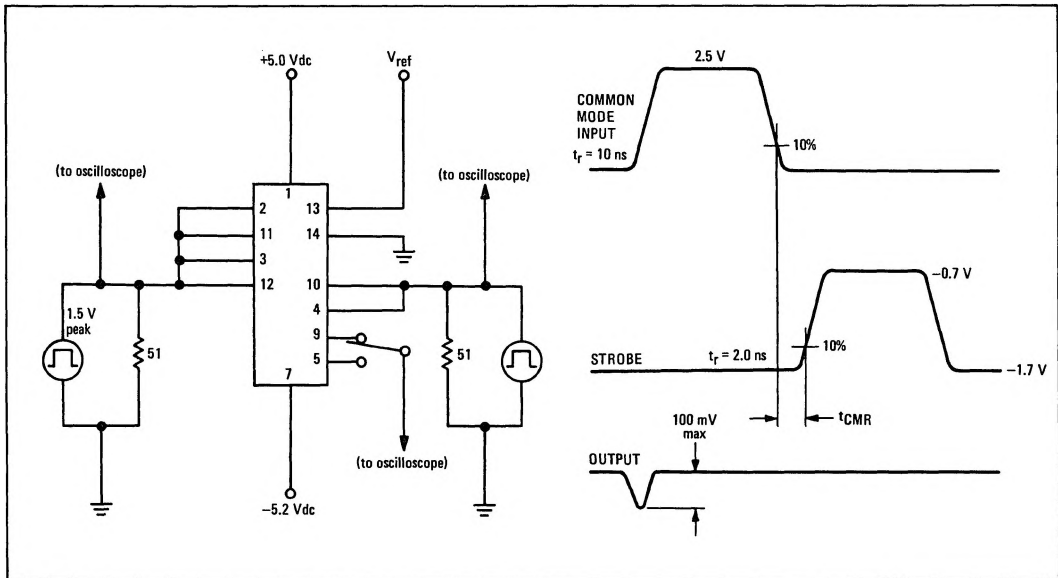 +5.0 Vdc
Vref
(to oscilloscope)
(to oscilloscope)
1
2
11
3
12
13
14
10
4
9
5
7
1.5 V
peak
51
51
(to oscilloscope)
–5.2 Vdc
2.5 V
COMMON
MODE
INPUT
tr = 10 ns
10%
–0.7 V
STROBE
tr = 2.0 ns
10%
–1.7 V
tCMR
100 mV
max
OUTPUT